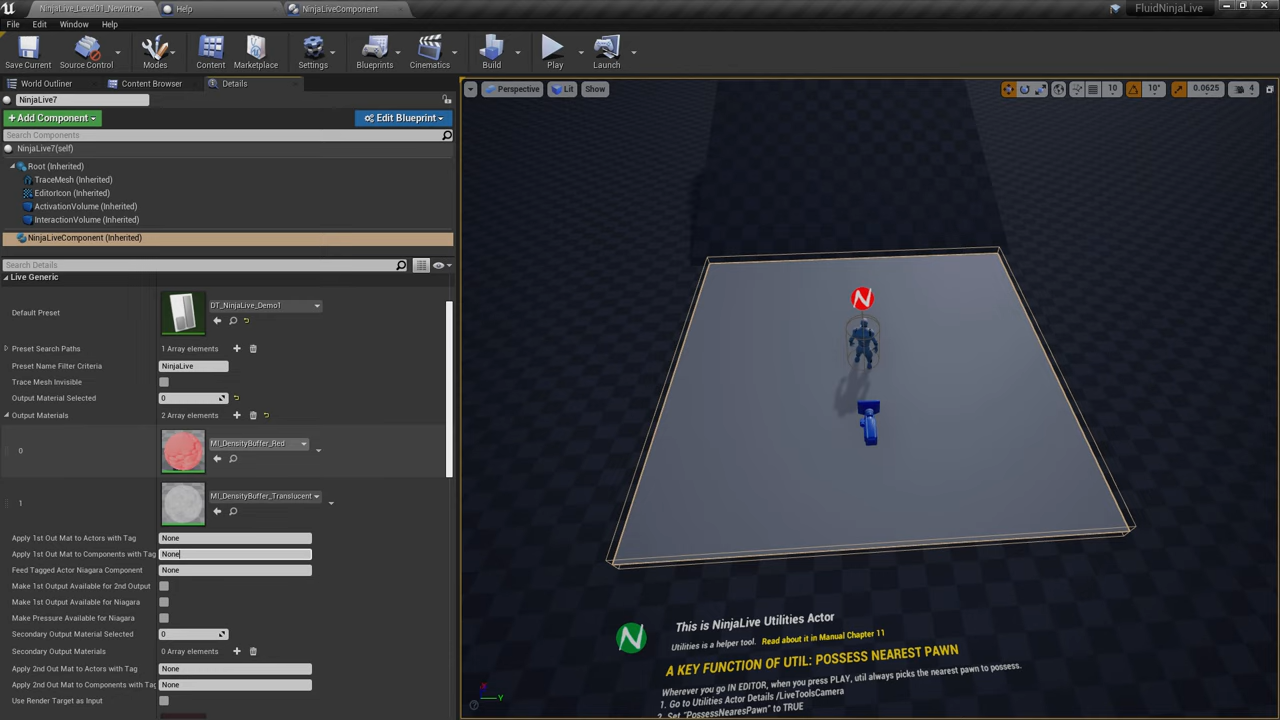 NinjaLive_Level01_NewIntro
Help
NinjaLiveComponent
FluidNinjaLive
File
Edit
Window
Help
Save Current
Source Control
Modes
Content
Marketplace
Settings
Blueprints
Cinematics
Build
Play
Launch
World Outliner
Content Browser
Details
Perspective
Lit
Show
10
10°
0.0625
4
NinjaLive7
+Add Component
Edit Blueprint
Search Components
NinjaLive7(self)
Root (Inherited)
TraceMesh (Inherited)
EditorIcon (Inherited)
ActivationVolume (Inherited)
InteractionVolume (Inherited)
NinjaLiveComponent (Inherited)
Search Details
Live Generic
Default Preset
DT_NinjaLive_Demo1
Preset Search Paths
1 Array elements
Preset Name Filter Criteria
NinjaLive
Trace Mesh Invisible
Output Material Selected
0
Output Materials
2 Array elements
0
MI_DensityBuffer_Red
1
MI_DensityBuffer_Translucent
Apply 1st Out Mat to Actors with Tag
None
Apply 1st Out Mat to Components with Tag
None
Feed Tagged Actor Niagara Component
None
Make 1st Output Available for 2nd Output
Make 1st Output Available for Niagara
Make Pressure Available for Niagara
Secondary Output Material Selected
0
Secondary Output Materials
0 Array elements
Apply 2nd Out Mat to Actors with Tag
None
Apply 2nd Out Mat to Components with Tag
None
Use Render Target as Input
N
N
This is NinjaLive Utilities Actor
Utilities is a helper tool. Read about it in Manual Chapter 11
A KEY FUNCTION OF UTIL: POSSESS NEAREST PAWN
Wherever you go IN EDITOR, when you press PLAY, util always picks the nearest pawn to possess.
1. Go to Utilities Actor Details /LiveToolsCamera
2. Set "PossessNearesPawn" to TRUE
Y